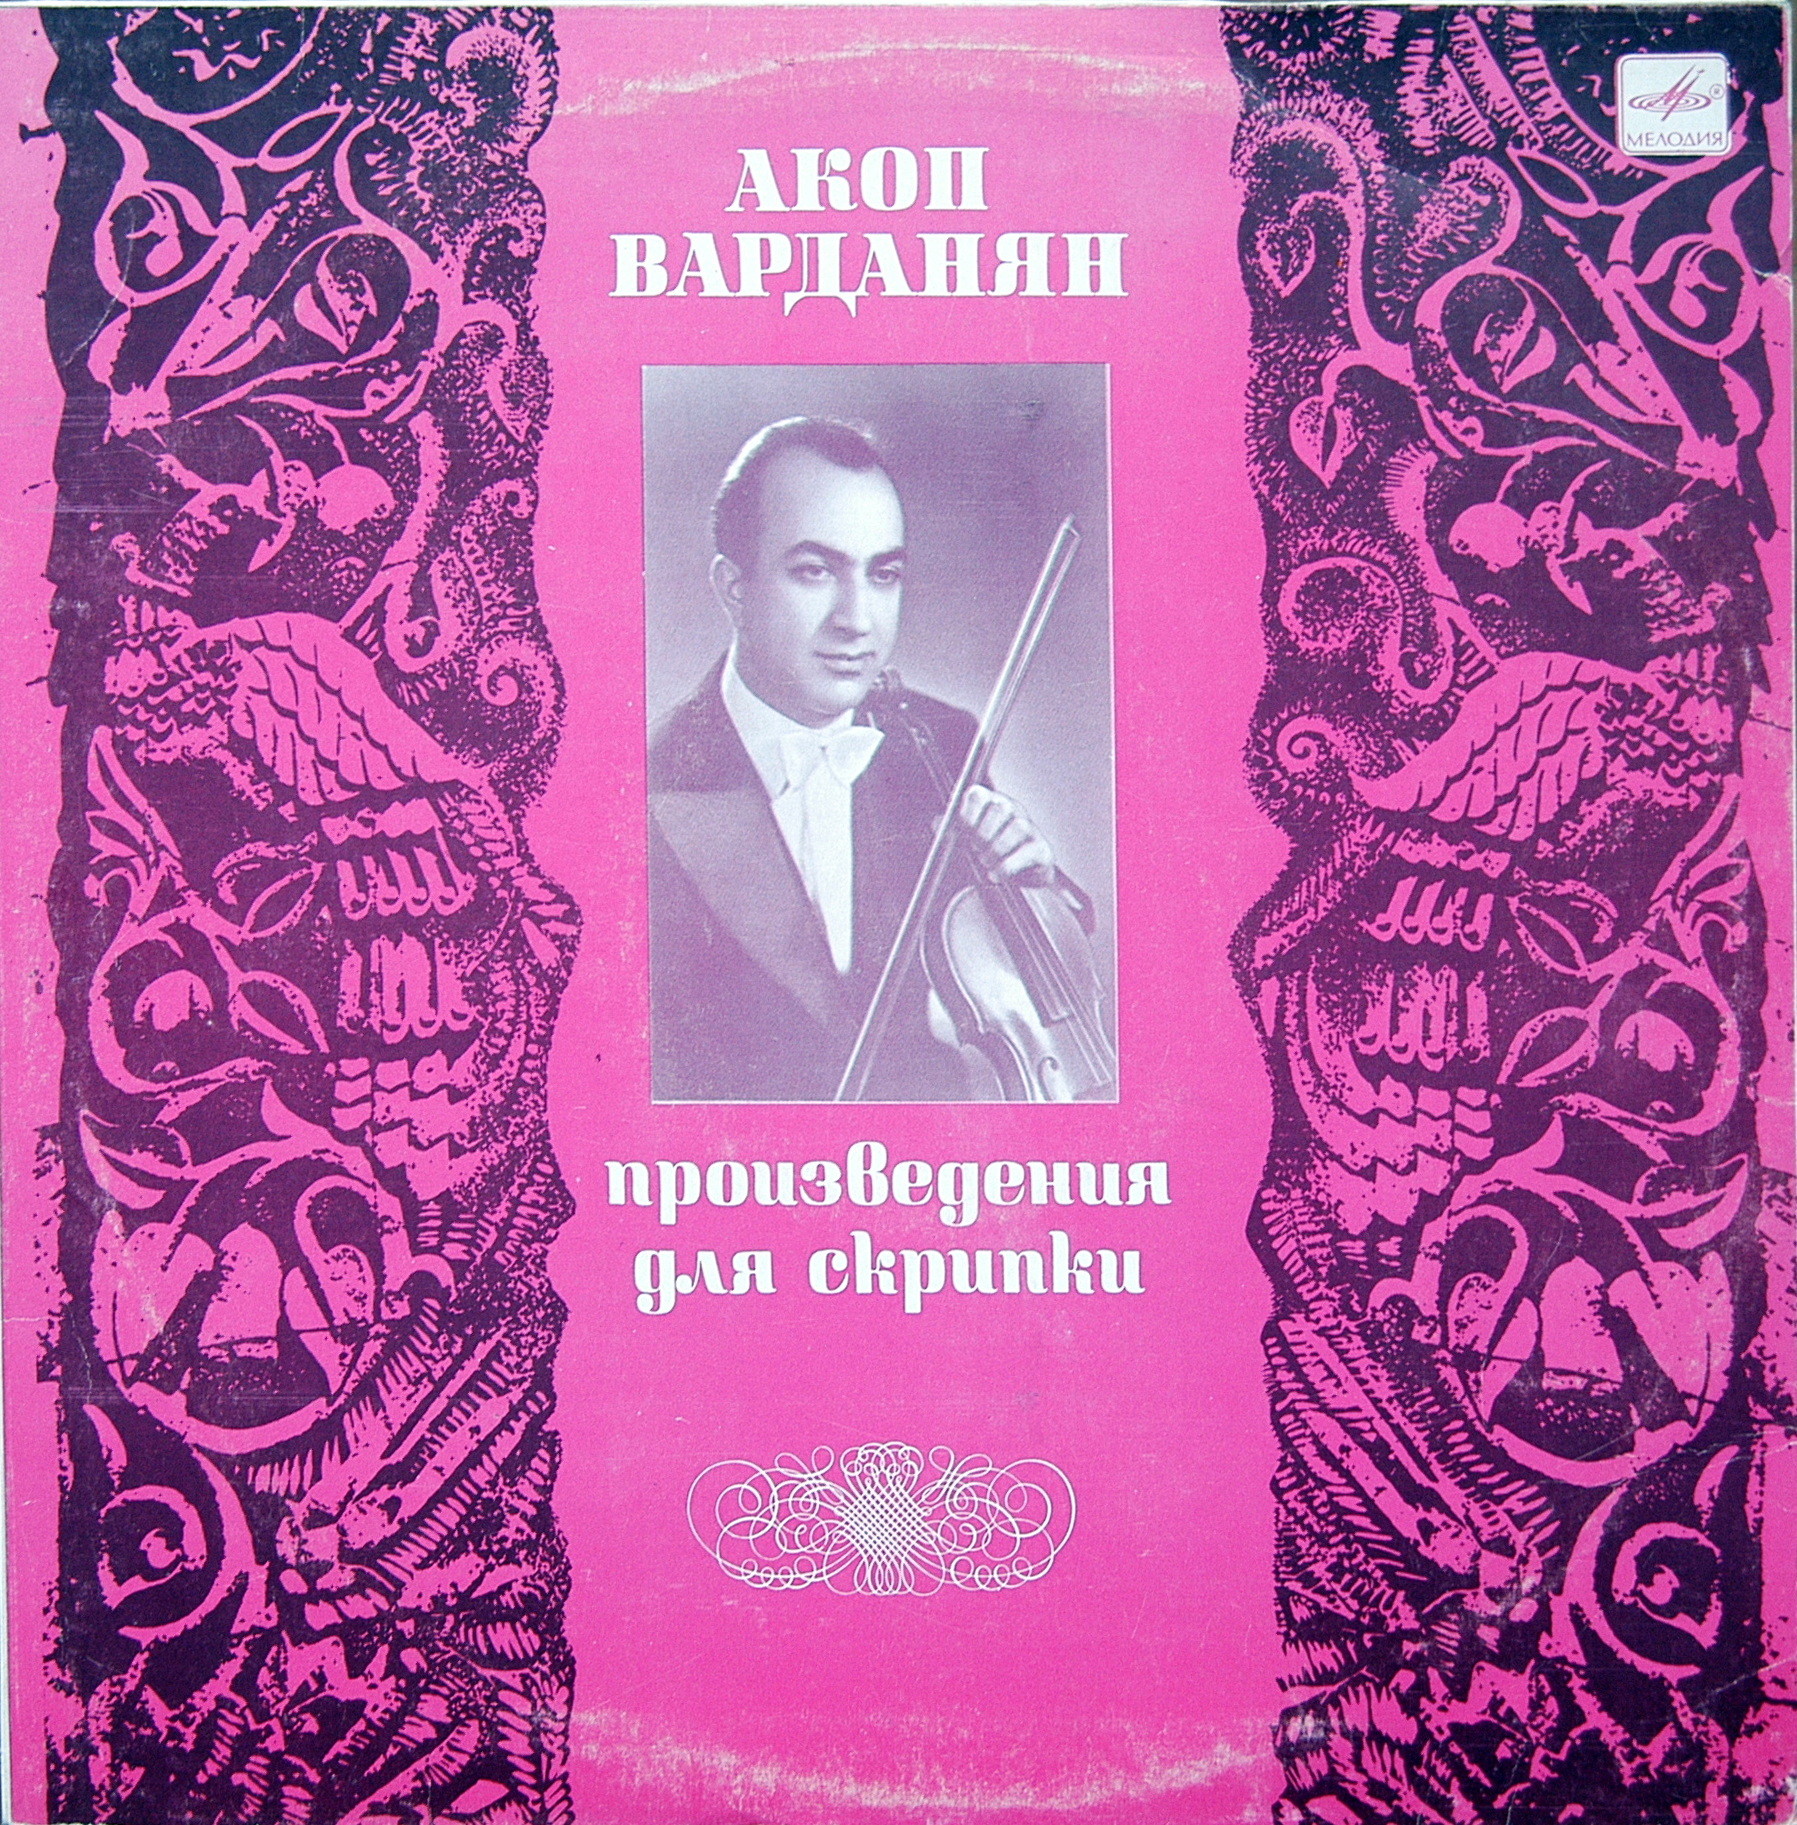 МЕЛОДИЯ
АКОП
ВАРДАНЯН
произведения
для скрипки